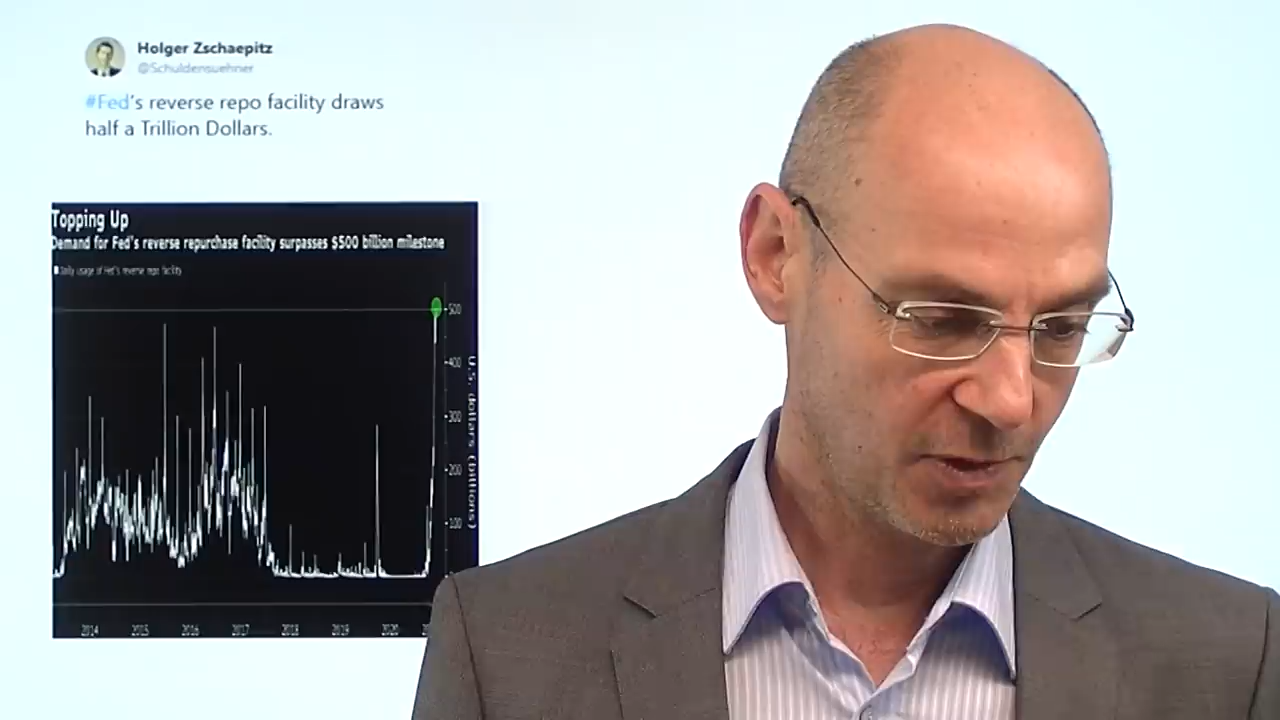 Holger Zschaepitz
@Schuldensuehner
#Fed's reverse repo facility draws
half a Trillion Dollars.
Topping Up
Demand for Fed's reverse repurchase facility surpasses $500 billion milestone
Daily usage of Fed's reverse repo facility
500
400
300
200
100
U.S. dollars (billions)
2014 2015 2016 2017 2018 2019 2020